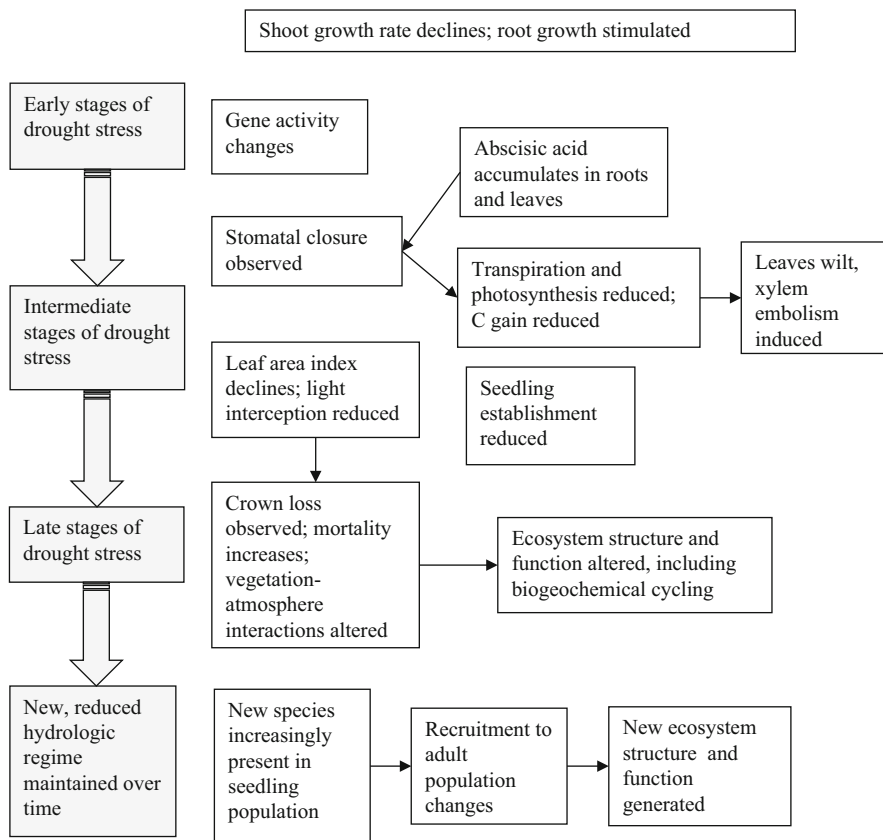 Shoot growth rate declines; root growth stimulated
Early stages of
drought stress
Gene activity
changes
Abscisic acid
accumulates in roots
and leaves
Stomatal closure
observed
Transpiration and
photosynthesis reduced;
C gain reduced
Leaves wilt,
xylem
embolism
induced
Intermediate
stages of drought
stress
Leaf area index
declines; light
interception reduced
Seedling
establishment
reduced
Late stages of
drought stress
Crown loss
observed; mortality
increases;
vegetation-
atmosphere
interactions altered
Ecosystem structure and
function altered, including
biogeochemical cycling
New, reduced
hydrologic
regime
maintained over
time
New species
increasingly
present in
seedling
population
Recruitment to
adult
population
changes
New ecosystem
structure and
function
generated